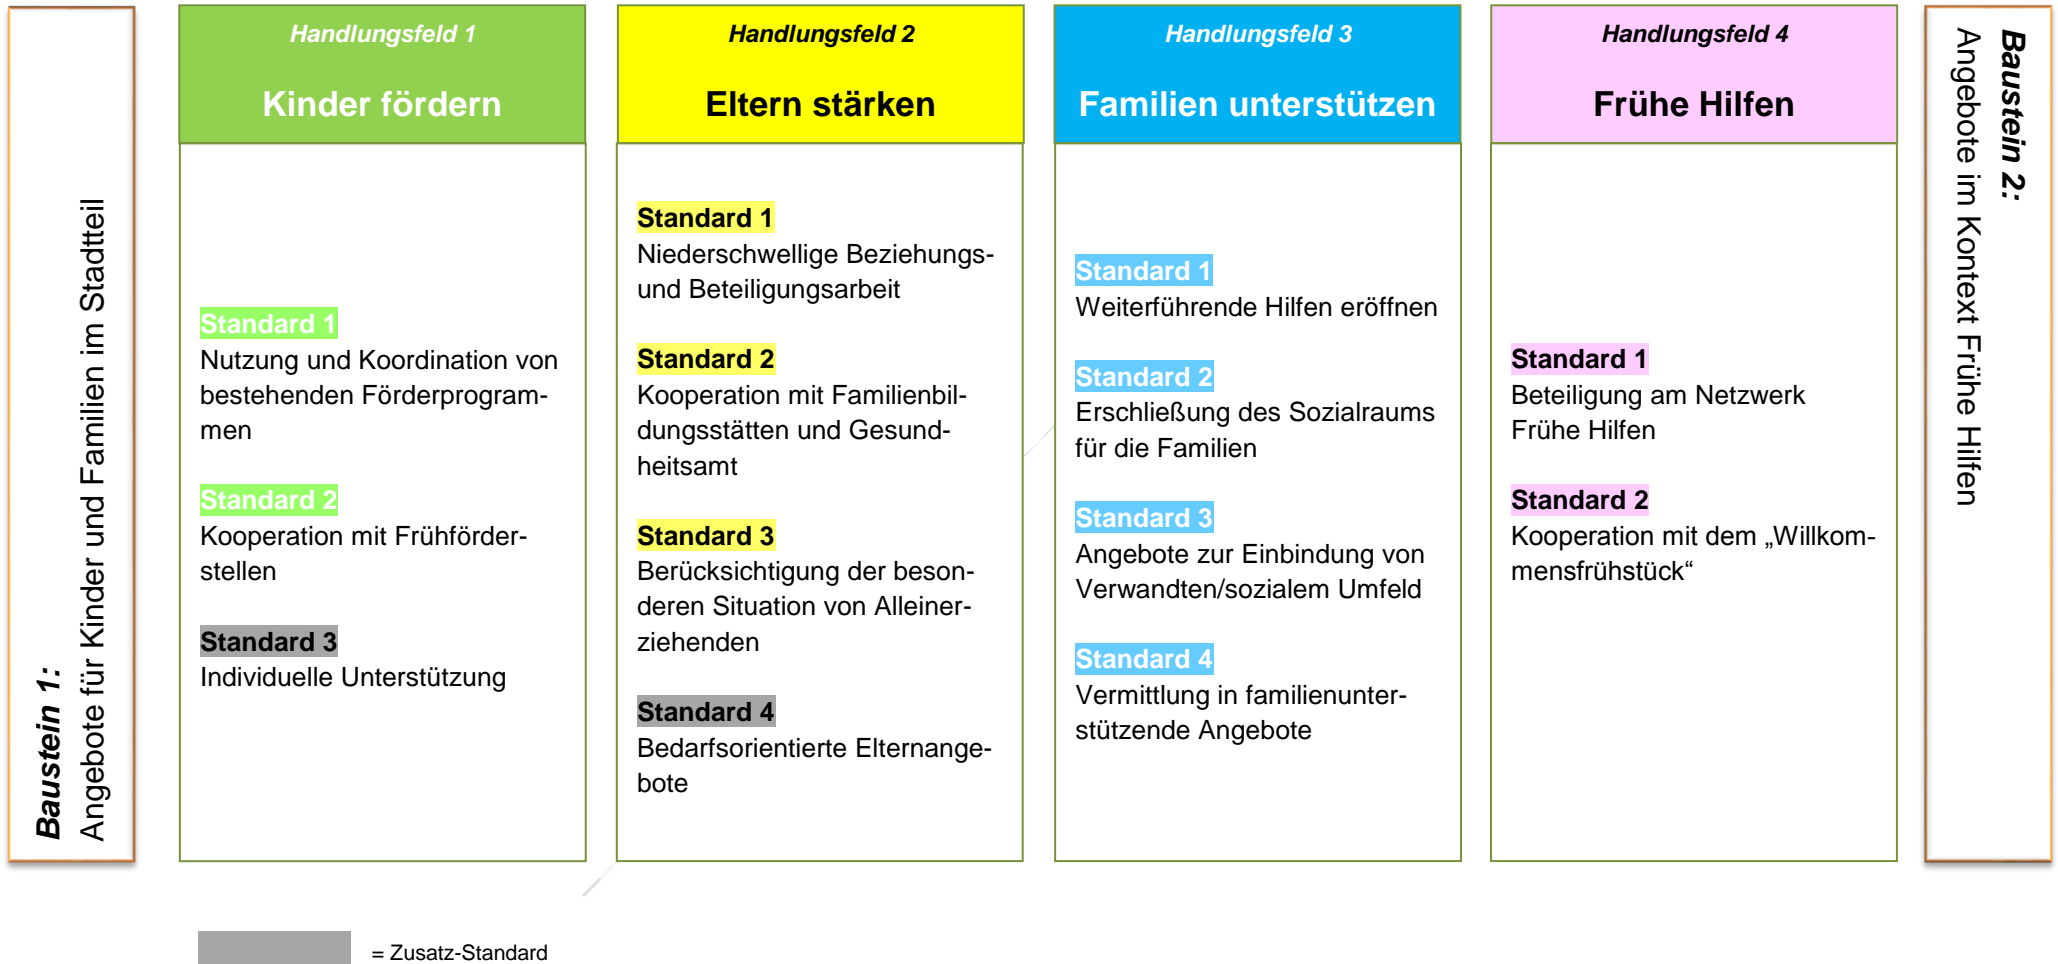 Baustein 1:
Angebote für Kinder und Familien im Stadtteil
Handlungsfeld 1
Kinder fördern
Standard 1
Nutzung und Koordination von
bestehenden Förderprogram-
men
Standard 2
Kooperation mit Frühförder-
stellen
Standard 3
Individuelle Unterstützung
Handlungsfeld 2
Eltern stärken
Standard 1
Niederschwellige Beziehungs-
und Beteiligungsarbeit
Standard 2
Kooperation mit Familienbil-
dungsstätten und Gesund-
heitsamt
Standard 3
Berücksichtigung der beson-
deren Situation von Alleiner-
ziehenden
Standard 4
Bedarfsorientierte Elternange-
bote
Handlungsfeld 3
Familien unterstützen
Standard 1
Weiterführende Hilfen eröffnen
Standard 2
Erschließung des Sozialraums
für die Familien
Standard 3
Angebote zur Einbindung von
Verwandten/sozialem Umfeld
Standard 4
Vermittlung in familienunter-
stützende Angebote
Handlungsfeld 4
Frühe Hilfen
Standard 1
Beteiligung am Netzwerk
Frühe Hilfen
Standard 2
Kooperation mit dem „Willkom-
mensfrühstück“
Baustein 2:
Angebote im Kontext Frühe Hilfen
= Zusatz-Standard